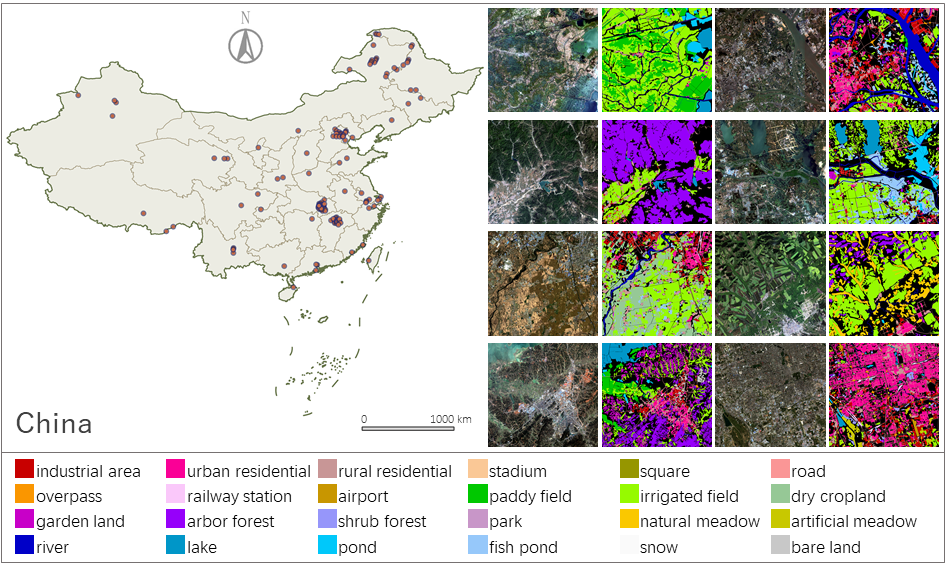 N
China
0 1000 km
industrial area urban residential rural residential stadium square road
overpass railway station airport paddy field irrigated field dry cropland
garden land arbor forest shrub forest park natural meadow artificial meadow
river lake pond fish pond snow bare land